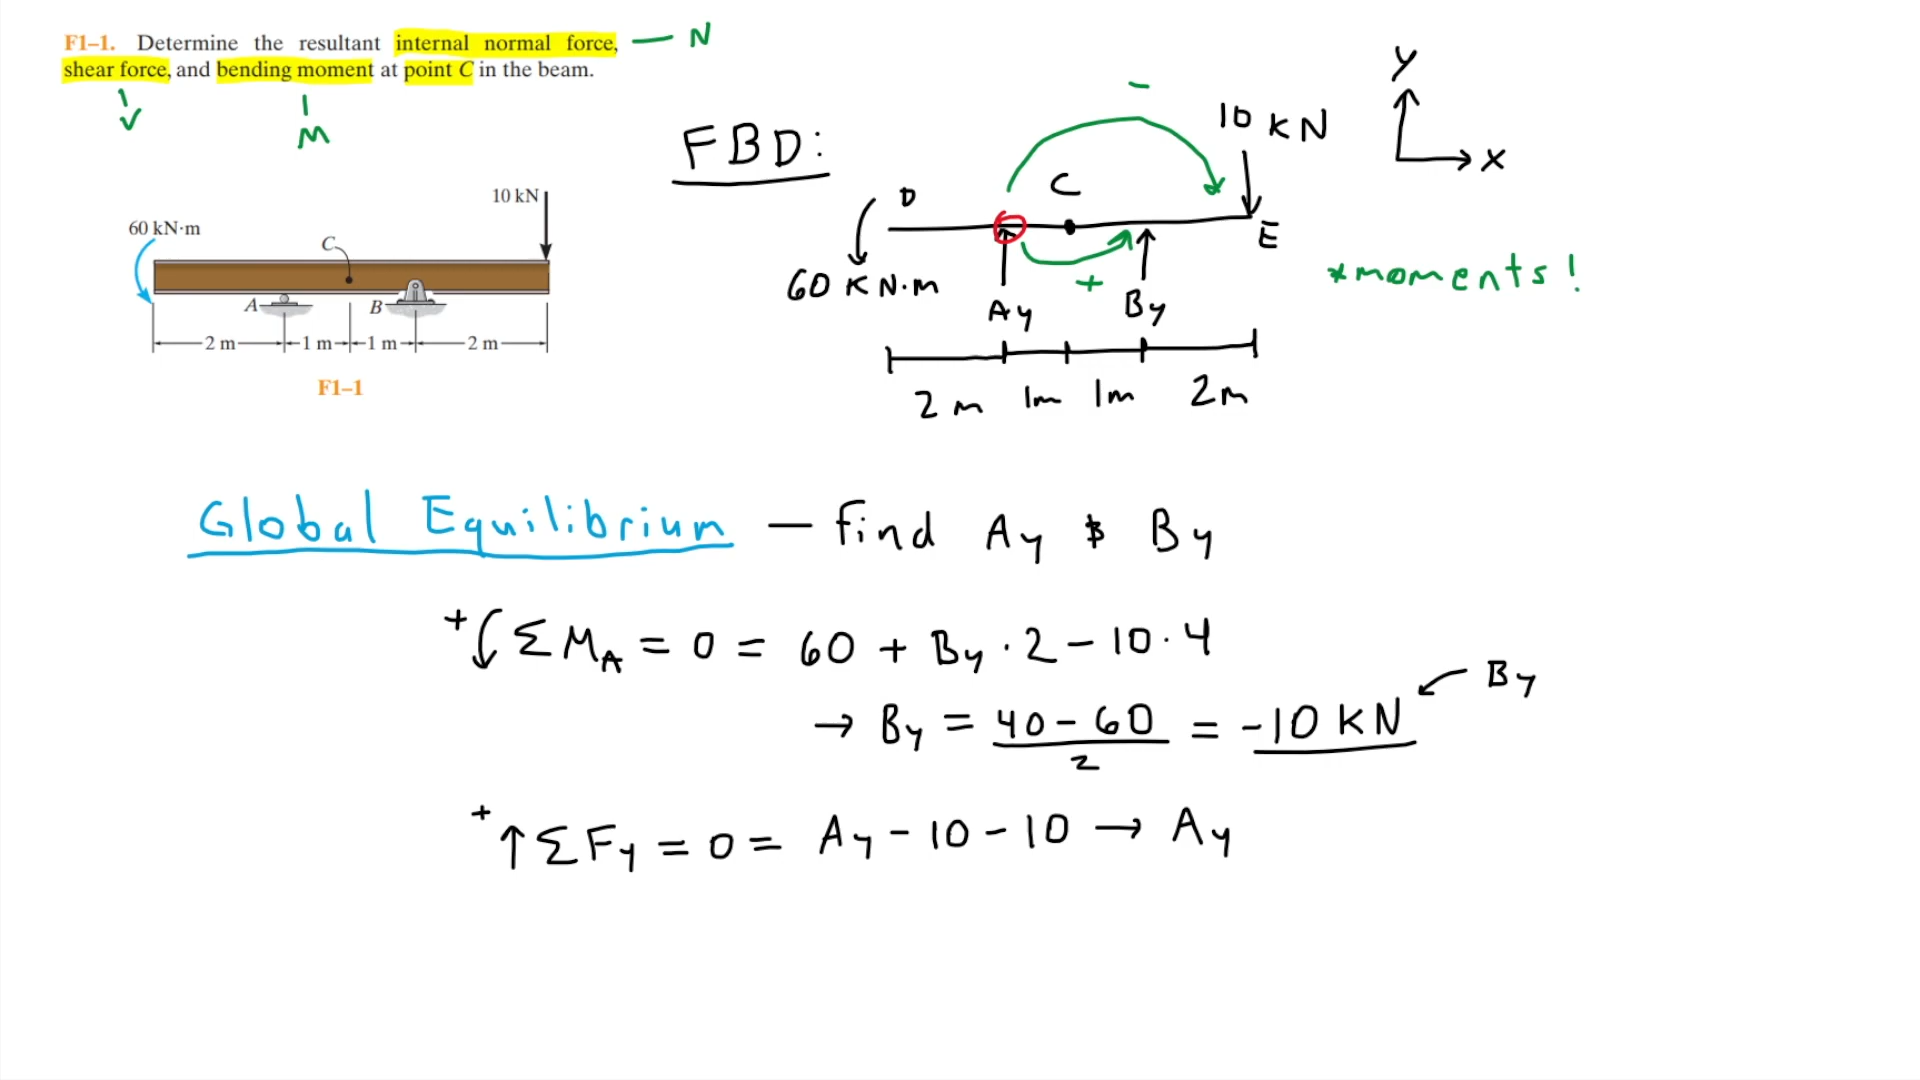 F1–1. Determine the resultant internal normal force, — N
shear force, and bending moment at point C in the beam.
V
M
FBD:
10 kN
60 kN·m
C
A
B
2 m
1 m
1 m
2 m
F1–1
-
10 KN
y
x
D
C
E
60 KN·m
+
Ay
By
2m
1m
1m
2m
*moments!
Global Equilibrium — find Ay & By
+ ΣMA = 0 = 60 + By · 2 - 10 · 4
→ By = 40 - 60 / 2 = -10 KN
By
+ ↑ ΣFy = 0 = Ay - 10 - 10 → Ay